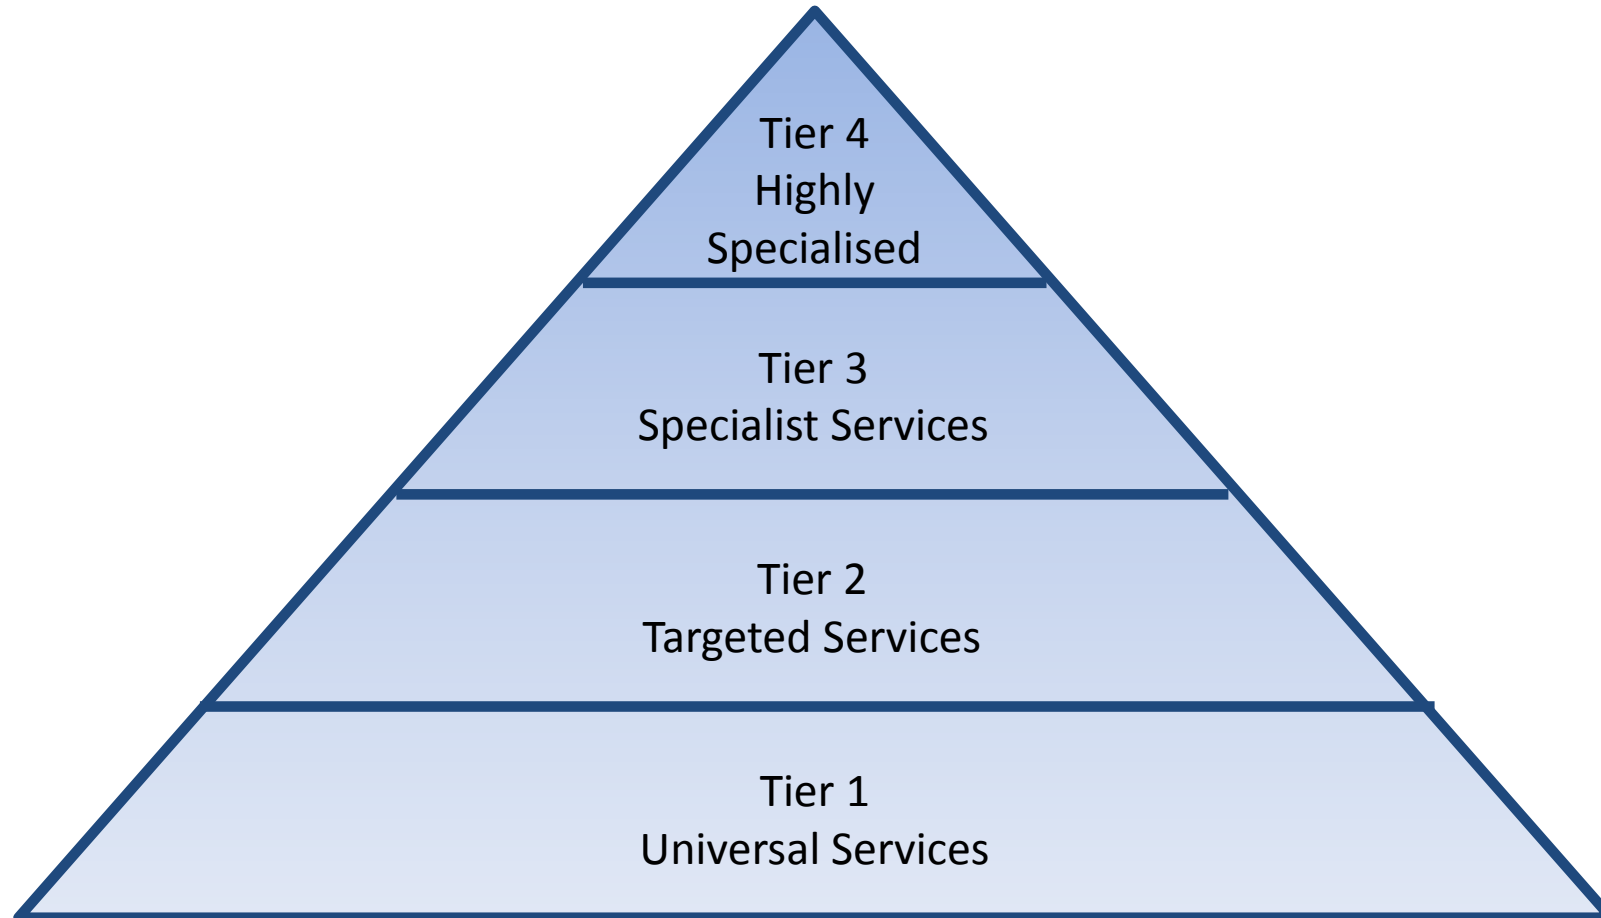 Tier 4
Highly
Specialised
Tier 3
Specialist Services
Tier 2
Targeted Services
Tier 1
Universal Services